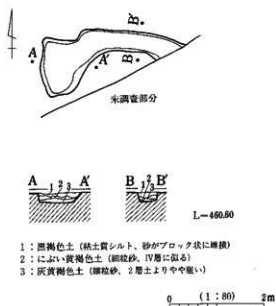 B'
A
A'
B
未調査部分
A 1 2 3 A'
B 1 2 3 B'
L—460.60
1：黒褐色土（粘土質シルト、砂がブロック状に堆積）
2：にぶい黄褐色土（細粒砂、Ⅳ層に似る）
3：灰黄褐色土（細粒砂、2層土よりやや粗い）
0 （1：80） 2m